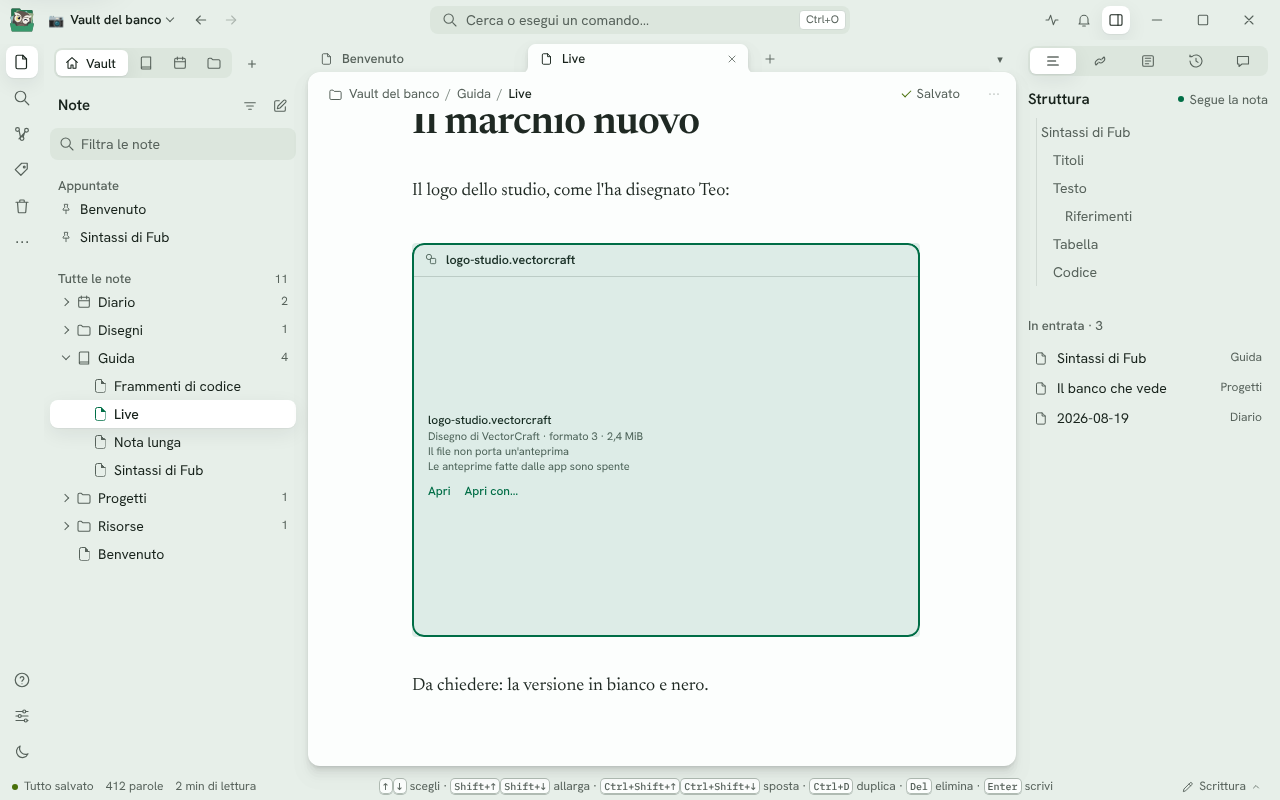 Vault del banco
Cerca o esegui un comando...
Ctrl+O
Vault
Benvenuto
Live
Note
Filtra le note
Appuntate
Benvenuto
Sintassi di Fub
Tutte le note 11
Diario 2
Disegni 1
Guida 4
Frammenti di codice
Live
Nota lunga
Sintassi di Fub
Progetti 1
Risorse 1
Benvenuto
Vault del banco / Guida / Live
Salvato
Il marchio nuovo
Il logo dello studio, come l'ha disegnato Teo:
logo-studio.vectorcraft
logo-studio.vectorcraft
Disegno di VectorCraft · formato 3 · 2,4 MiB
Il file non porta un'anteprima
Le anteprime fatte dalle app sono spente
Apri Apri con...
Da chiedere: la versione in bianco e nero.
Struttura
Segue la nota
Sintassi di Fub
Titoli
Testo
Riferimenti
Tabella
Codice
In entrata · 3
Sintassi di Fub Guida
Il banco che vede Progetti
2026-08-19 Diario
Tutto salvato 412 parole 2 min di lettura
↑ ↓ scegli · Shift+↑ Shift+↓ allarga · Ctrl+Shift+↑ Ctrl+Shift+↓ sposta · Ctrl+D duplica · Del elimina · Enter scrivi
Scrittura